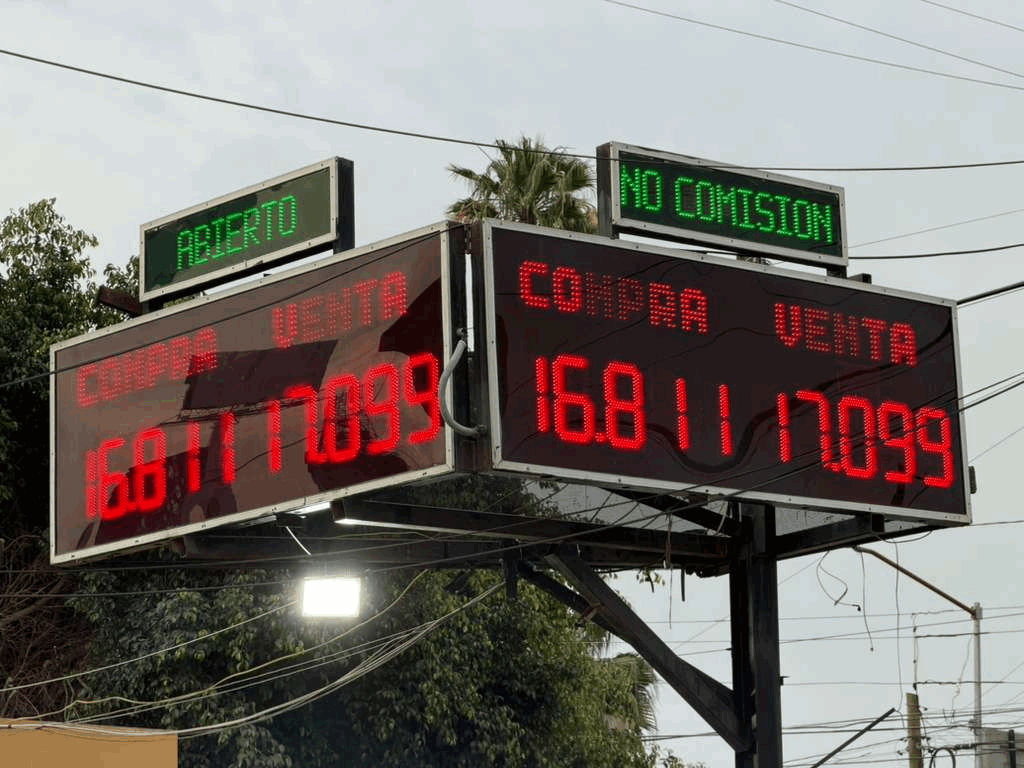 ABIERTO
COMPRA VENTA
16.811 17.099
NO COMISION
COMPRA VENTA
16.811 17.099